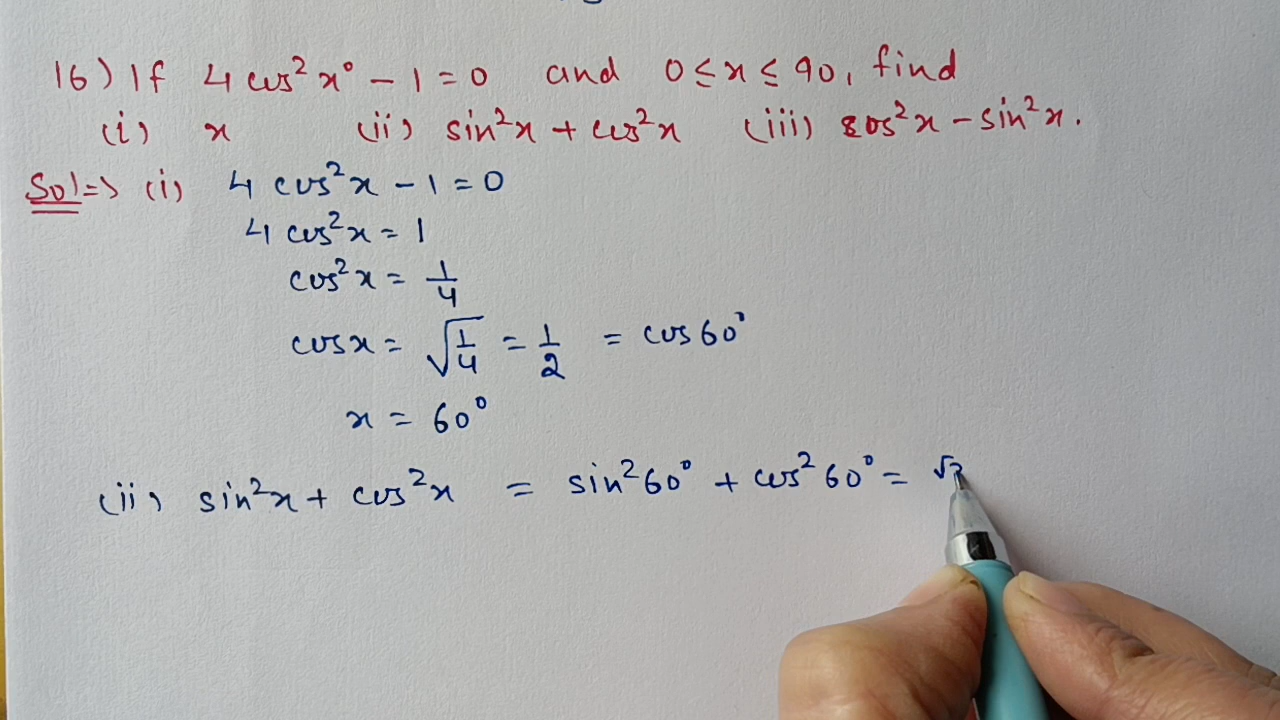 16) If 4 cos² x° - 1 = 0 and 0 ≤ x ≤ 90, find
(i) x (ii) sin²x + cos²x (iii) cos²x - sin²x.
Sol => (i) 4 cos²x - 1 = 0
4 cos²x = 1
cos²x = 1/4
cosx = √(1/4) = 1/2 = cos 60°
x = 60°
(ii) sin²x + cos²x = sin²60° + cos²60° = √3